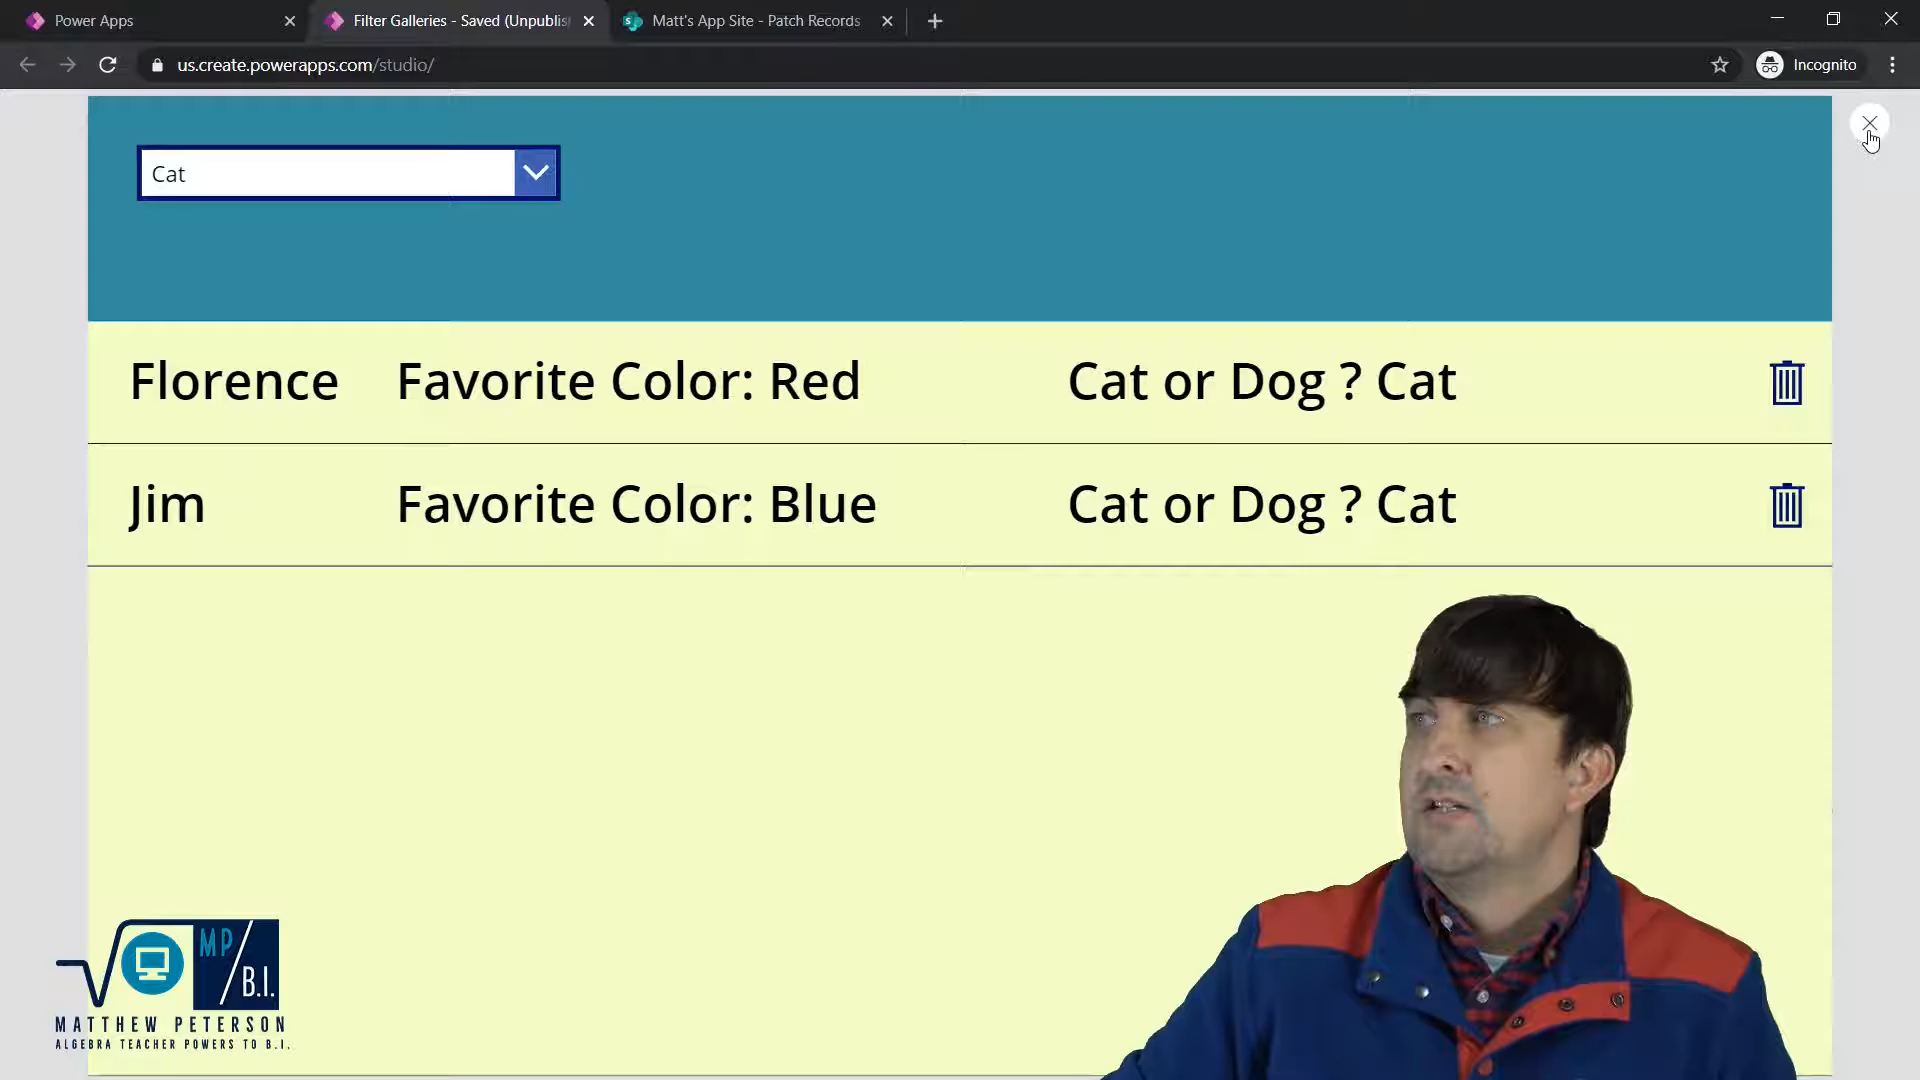 Power Apps
Filter Galleries - Saved (Unpublis
Matt's App Site - Patch Records
us.create.powerapps.com/studio/
Incognito
Cat
Florence Favorite Color: Red Cat or Dog ? Cat
Jim Favorite Color: Blue Cat or Dog ? Cat
MP/B.I.
MATTHEW PETERSON
ALGEBRA TEACHER POWERS TO B.I.